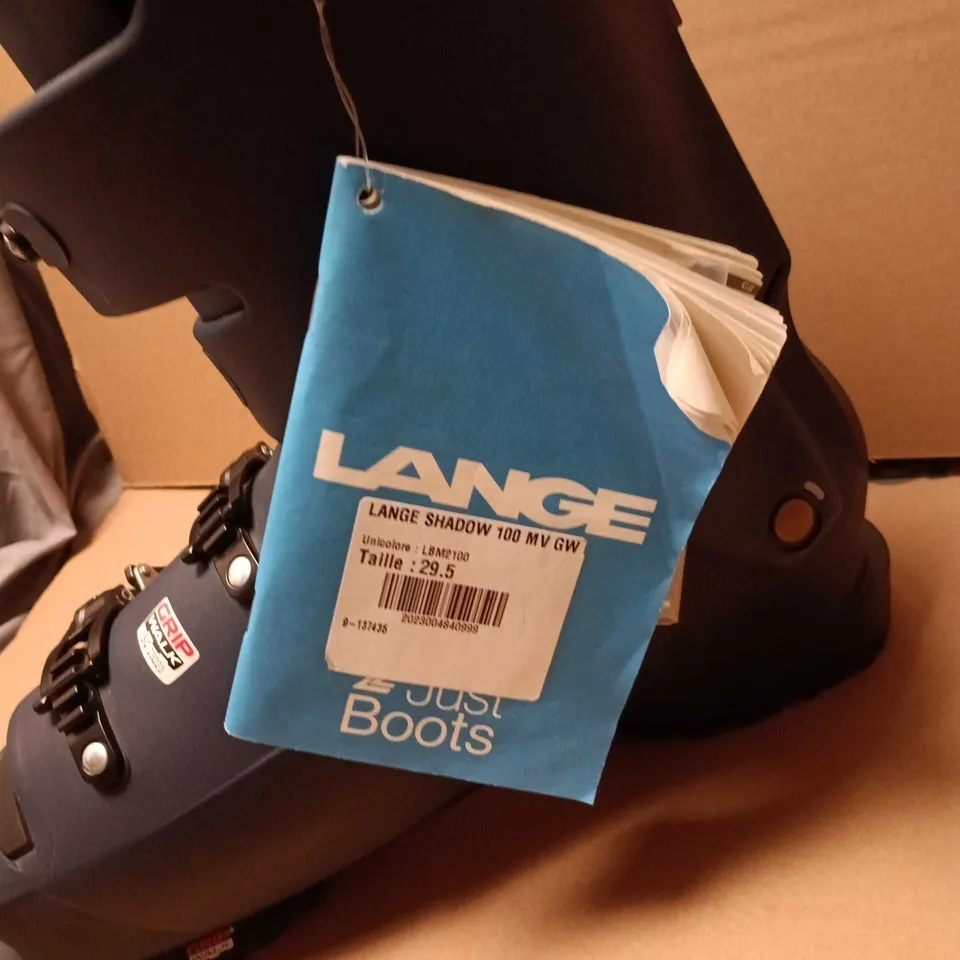 LANGE
LANGE SHADOW 100 MV GW
Unicolore : LBM2100
Taille : 29.5
2023004840999
9-137435
Just
Boots
GRIP
WALK